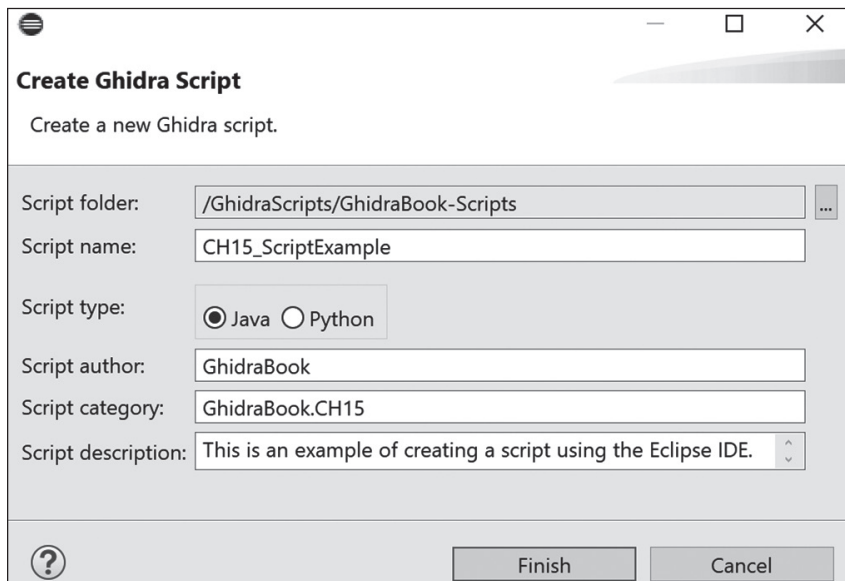 Create Ghidra Script
Create a new Ghidra script.
Script folder: /GhidraScripts/GhidraBook-Scripts ...
Script name: CH15_ScriptExample
Script type: Java Python
Script author: GhidraBook
Script category: GhidraBook.CH15
Script description: This is an example of creating a script using the Eclipse IDE.
? Finish Cancel